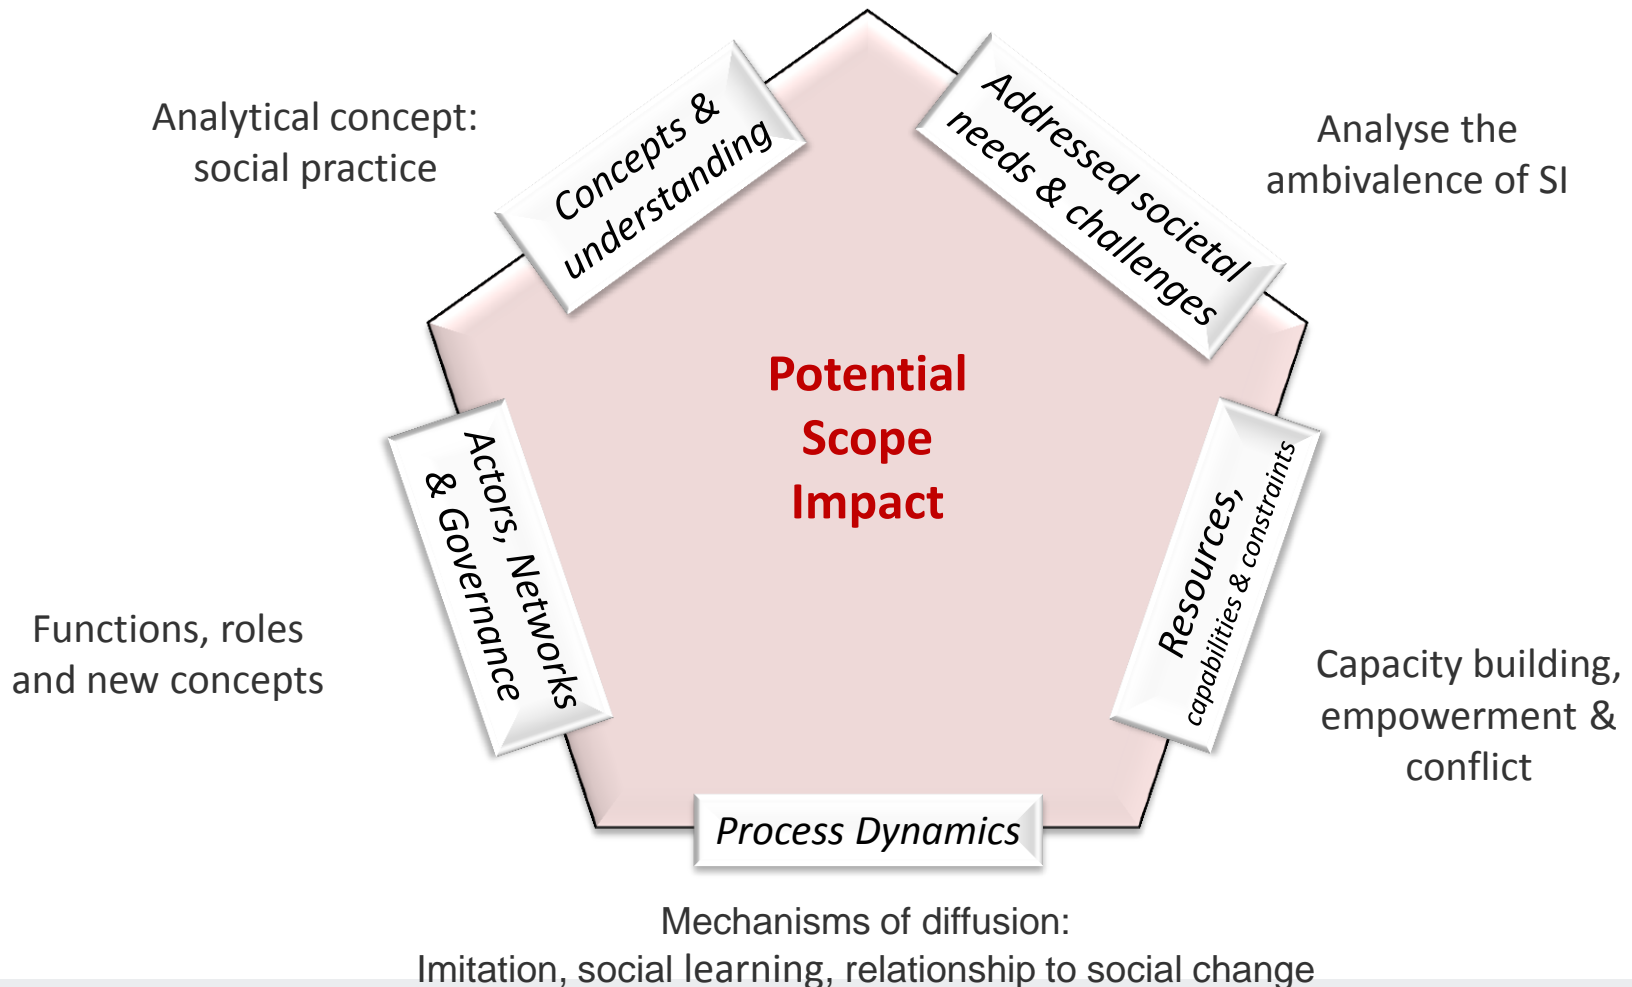 Analytical concept:
social practice
Concepts &
understanding
Addressed societal
needs & challenges
Analyse the
ambivalence of SI
Potential
Scope
Impact
Actors, Networks
& Governance
Resources,
capabilities & constraints
Functions, roles
and new concepts
Capacity building,
empowerment &
conflict
Process Dynamics
Mechanisms of diffusion:
Imitation, social learning, relationship to social change